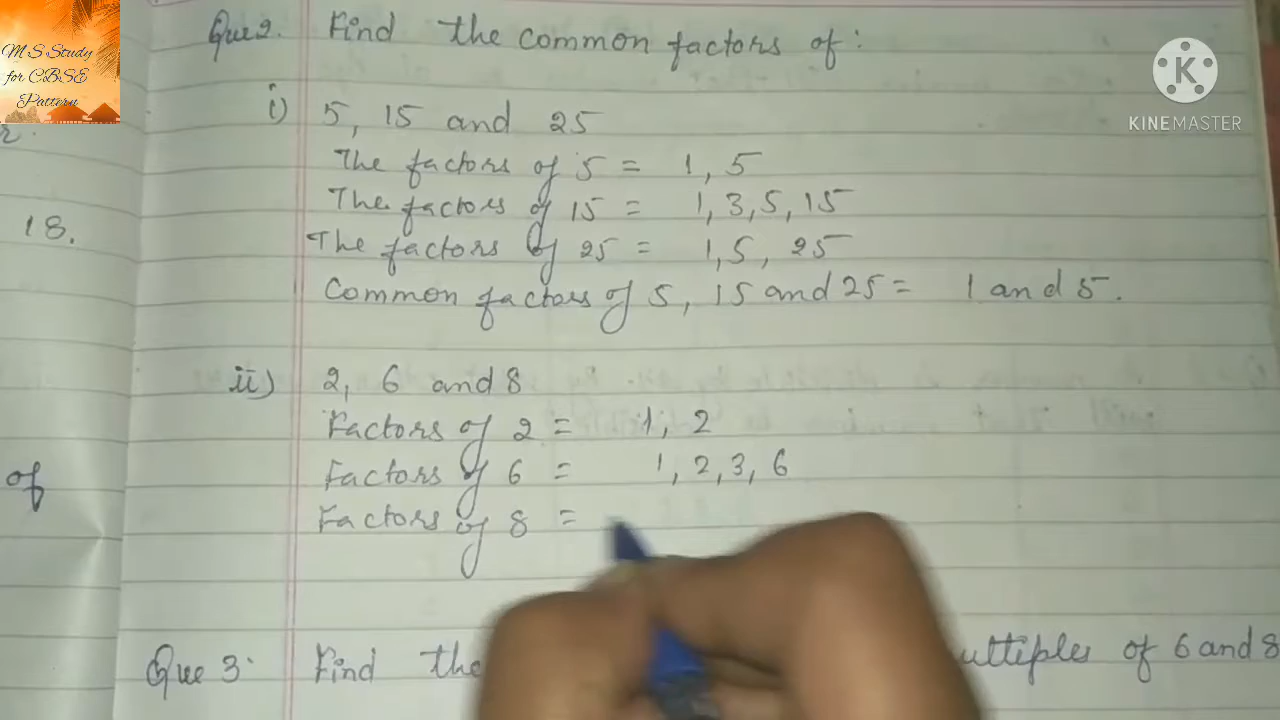 M S Study
for CBSE
Pattern
KINEMASTER
18.
of
Que 2. Find the common factors of:
i) 5, 15 and 25
The factors of 5 = 1, 5
The factors of 15 = 1, 3, 5, 15
The factors of 25 = 1, 5, 25
Common factors of 5, 15 and 25 = 1 and 5.
ii) 2, 6 and 8
Factors of 2 = 1, 2
Factors of 6 = 1, 2, 3, 6
Factors of 8 =
Que 3. Find the multiples of 6 and 8